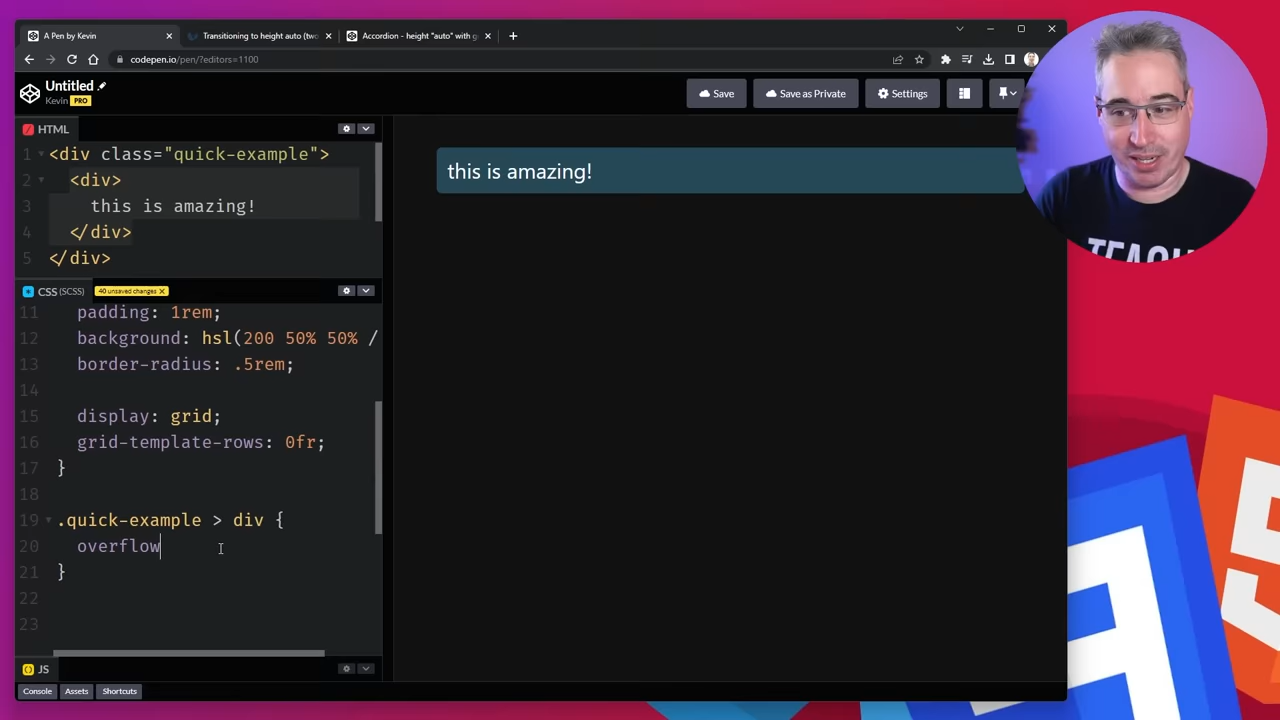 A Pen by Kevin
Transitioning to height auto (two
Accordion - height "auto" with g
codepen.io/pen/?editors=1100
Untitled
Kevin PRO
Save
Save as Private
Settings
HTML
1 <div class="quick-example">
2 <div>
3 this is amazing!
4 </div>
5 </div>
CSS (SCSS)
40 unsaved changes X
11 padding: 1rem;
12 background: hsl(200 50% 50% /
13 border-radius: .5rem;
14
15 display: grid;
16 grid-template-rows: 0fr;
17 }
18
19 .quick-example > div {
20 overflow
21 }
22
23
JS
Console
Assets
Shortcuts
this is amazing!
TEACH